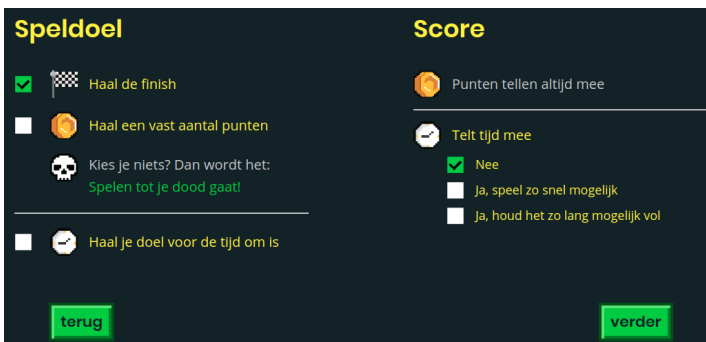 Speldoel
Haal de finish
Haal een vast aantal punten
Kies je niets? Dan wordt het:
Spelen tot je dood gaat!
Haal je doel voor de tijd om is
Score
Punten tellen altijd mee
Telt tijd mee
Nee
Ja, speel zo snel mogelijk
Ja, houd het zo lang mogelijk vol
terug
verder